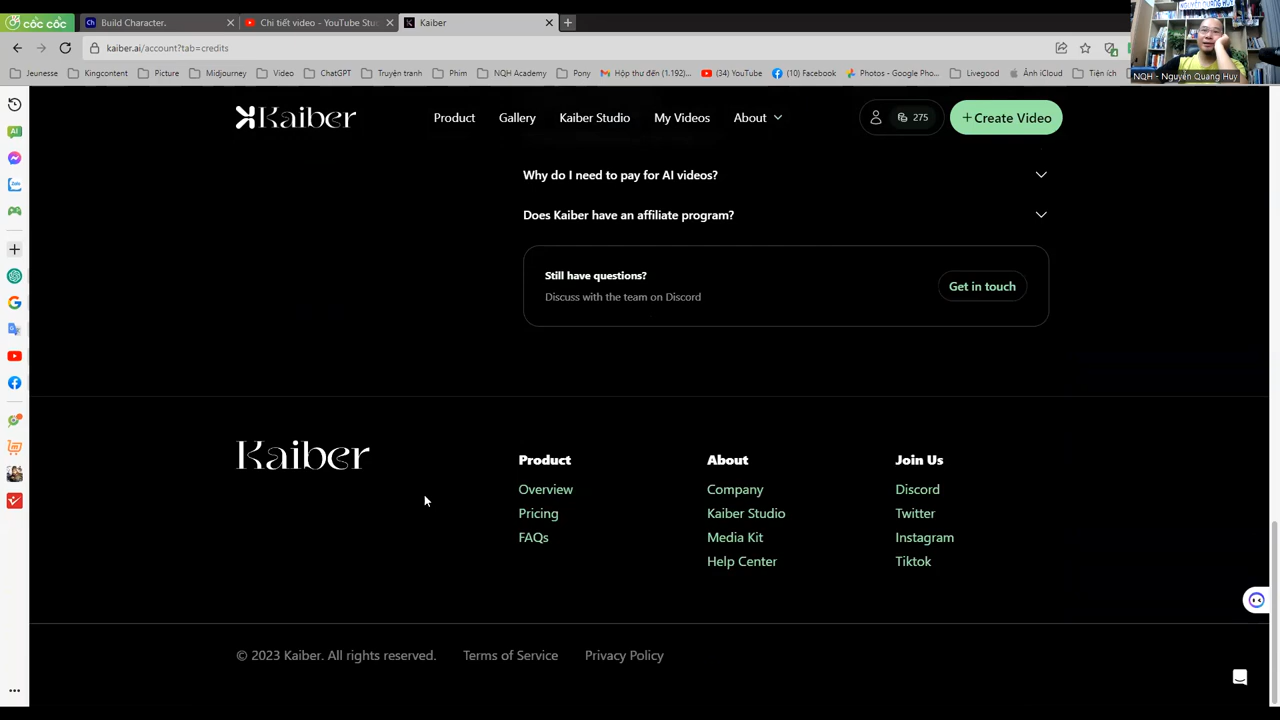 cốc cốc
Build Character.
Chi tiết video - YouTube Stu
Kaiber
kaiber.ai/account?tab=credits
Jeunesse
Kingcontent
Picture
Midjourney
Video
ChatGPT
Truyện tranh
Phim
NQH Academy
Pony
Hộp thư đến (1.192)...
(34) YouTube
(10) Facebook
Photos - Google Pho...
Livegood
Ảnh iCloud
Tiện ích
NGUYỄN QUANG HUY
NQH - Nguyễn Quang Huy
Kaiber
Product
Gallery
Kaiber Studio
My Videos
About
275
+ Create Video
Why do I need to pay for AI videos?
Does Kaiber have an affiliate program?
Still have questions?
Discuss with the team on Discord
Get in touch
Kaiber
Product
Overview
Pricing
FAQs
About
Company
Kaiber Studio
Media Kit
Help Center
Join Us
Discord
Twitter
Instagram
Tiktok
© 2023 Kaiber. All rights reserved.
Terms of Service
Privacy Policy
AI
Zalo